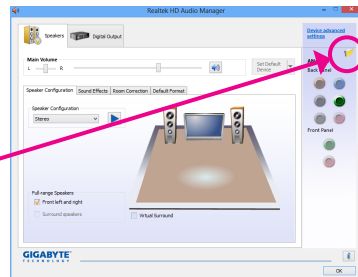 Realtek HD Audio Manager
Speakers
Digital Output
Device advanced
settings
Main Volume
L
R
Set Default
Device
ANALOG
Back Panel
Speaker Configuration
Sound Effects
Room Correction
Default Format
Speaker Configuration
Stereo
Front Panel
Full-range Speakers
Front left and right
Surround speakers
Virtual Surround
GIGABYTE
TECHNOLOGY
OK